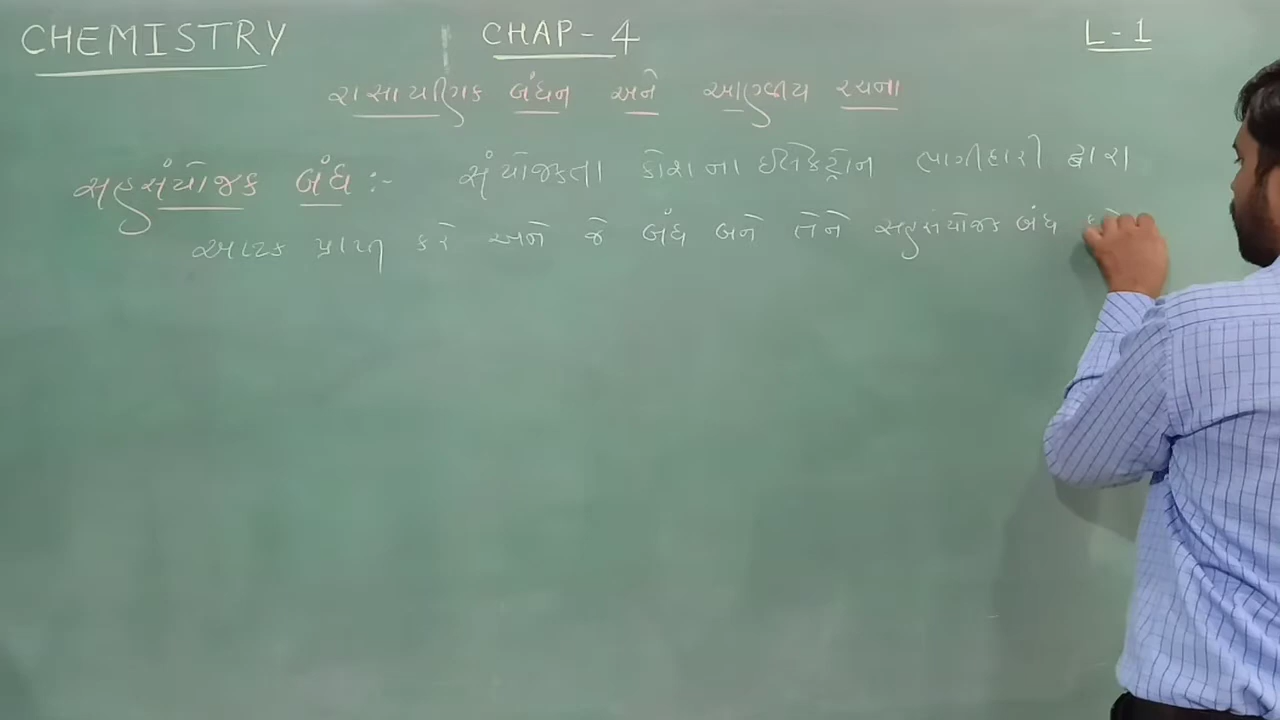 CHEMISTRY CHAP-4 L-1
રાસાયણિક બંધન અને આણ્વીય રચના
સહસંયોજક બંધ :- સંયોજકતા કોશના ઈલેક્ટ્રોન ભાગીદારી દ્વારા
અષ્ટક પ્રાપ્ત કરે અને જે બંધ બને તેને સહસંયોજક બંધ